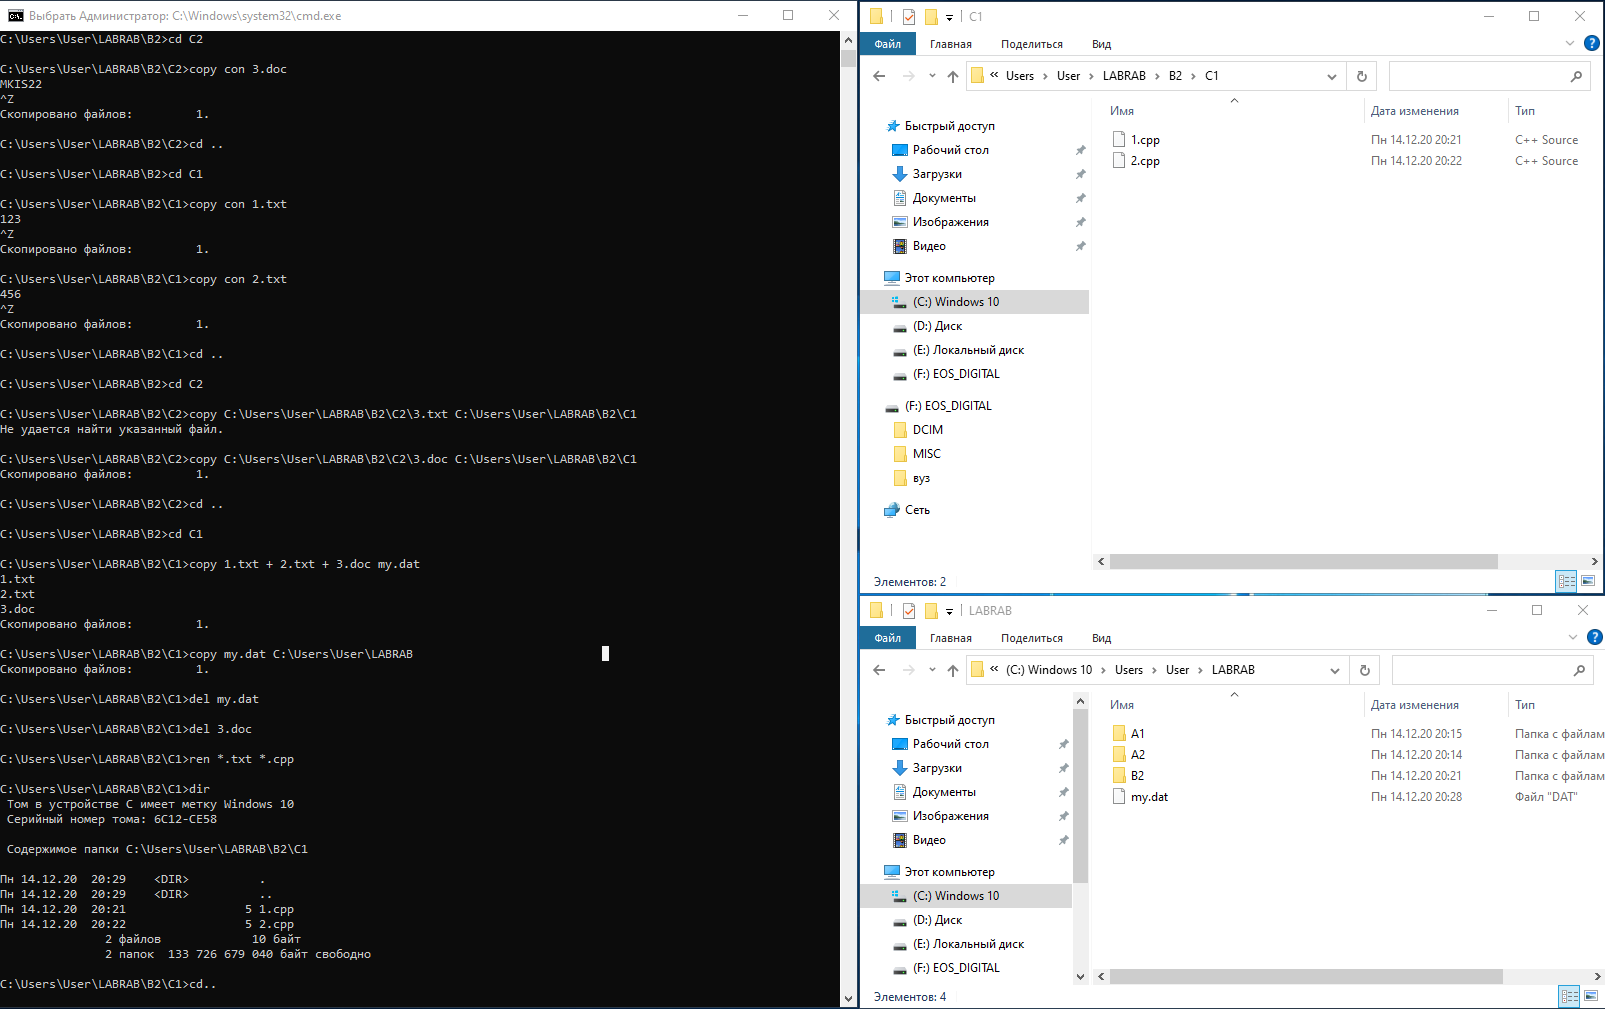 Выбрать Администратор: C:\Windows\system32\cmd.exe
C:\Users\User\LABRAB\B2>cd C2
C:\Users\User\LABRAB\B2\C2>copy con 3.doc
MKIS22
^Z
Скопировано файлов:         1.
C:\Users\User\LABRAB\B2\C2>cd ..
C:\Users\User\LABRAB\B2>cd C1
C:\Users\User\LABRAB\B2\C1>copy con 1.txt
123
^Z
Скопировано файлов:         1.
C:\Users\User\LABRAB\B2\C1>copy con 2.txt
456
^Z
Скопировано файлов:         1.
C:\Users\User\LABRAB\B2\C1>cd ..
C:\Users\User\LABRAB\B2>cd C2
C:\Users\User\LABRAB\B2\C2>copy C:\Users\User\LABRAB\B2\C2\3.txt C:\Users\User\LABRAB\B2\C1
Не удается найти указанный файл.
C:\Users\User\LABRAB\B2\C2>copy C:\Users\User\LABRAB\B2\C2\3.doc C:\Users\User\LABRAB\B2\C1
Скопировано файлов:         1.
C:\Users\User\LABRAB\B2\C2>cd ..
C:\Users\User\LABRAB\B2>cd C1
C:\Users\User\LABRAB\B2\C1>copy 1.txt + 2.txt + 3.doc my.dat
1.txt
2.txt
3.doc
Скопировано файлов:         1.
C:\Users\User\LABRAB\B2\C1>copy my.dat C:\Users\User\LABRAB
Скопировано файлов:         1.
C:\Users\User\LABRAB\B2\C1>del my.dat
C:\Users\User\LABRAB\B2\C1>del 3.doc
C:\Users\User\LABRAB\B2\C1>ren *.txt *.cpp
C:\Users\User\LABRAB\B2\C1>dir
Том в устройстве C имеет метку Windows 10
Серийный номер тома: 6C12-CE58
Содержимое папки C:\Users\User\LABRAB\B2\C1
Пн 14.12.20  20:29    <DIR>          .
Пн 14.12.20  20:29    <DIR>          ..
Пн 14.12.20  20:21                 5 1.cpp
Пн 14.12.20  20:22                 5 2.cpp
2 файлов             10 байт
2 папок  133 726 679 040 байт свободно
C:\Users\User\LABRAB\B2\C1>cd..
C1
Файл Главная Поделиться Вид
« Users › User › LABRAB › B2 › C1
Имя Дата изменения Тип
1.cpp Пн 14.12.20 20:21 C++ Source
2.cpp Пн 14.12.20 20:22 C++ Source
Быстрый доступ
Рабочий стол
Загрузки
Документы
Изображения
Видео
Этот компьютер
(C:) Windows 10
(D:) Диск
(E:) Локальный диск
(F:) EOS_DIGITAL
(F:) EOS_DIGITAL
DCIM
MISC
вуз
Сеть
Элементов: 2
LABRAB
Файл Главная Поделиться Вид
« (C:) Windows 10 › Users › User › LABRAB
Имя Дата изменения Тип
A1 Пн 14.12.20 20:15 Папка с файлам
A2 Пн 14.12.20 20:14 Папка с файлам
B2 Пн 14.12.20 20:21 Папка с файлам
my.dat Пн 14.12.20 20:28 Файл "DAT"
Быстрый доступ
Рабочий стол
Загрузки
Документы
Изображения
Видео
Этот компьютер
(C:) Windows 10
(D:) Диск
(E:) Локальный диск
(F:) EOS_DIGITAL
Элементов: 4